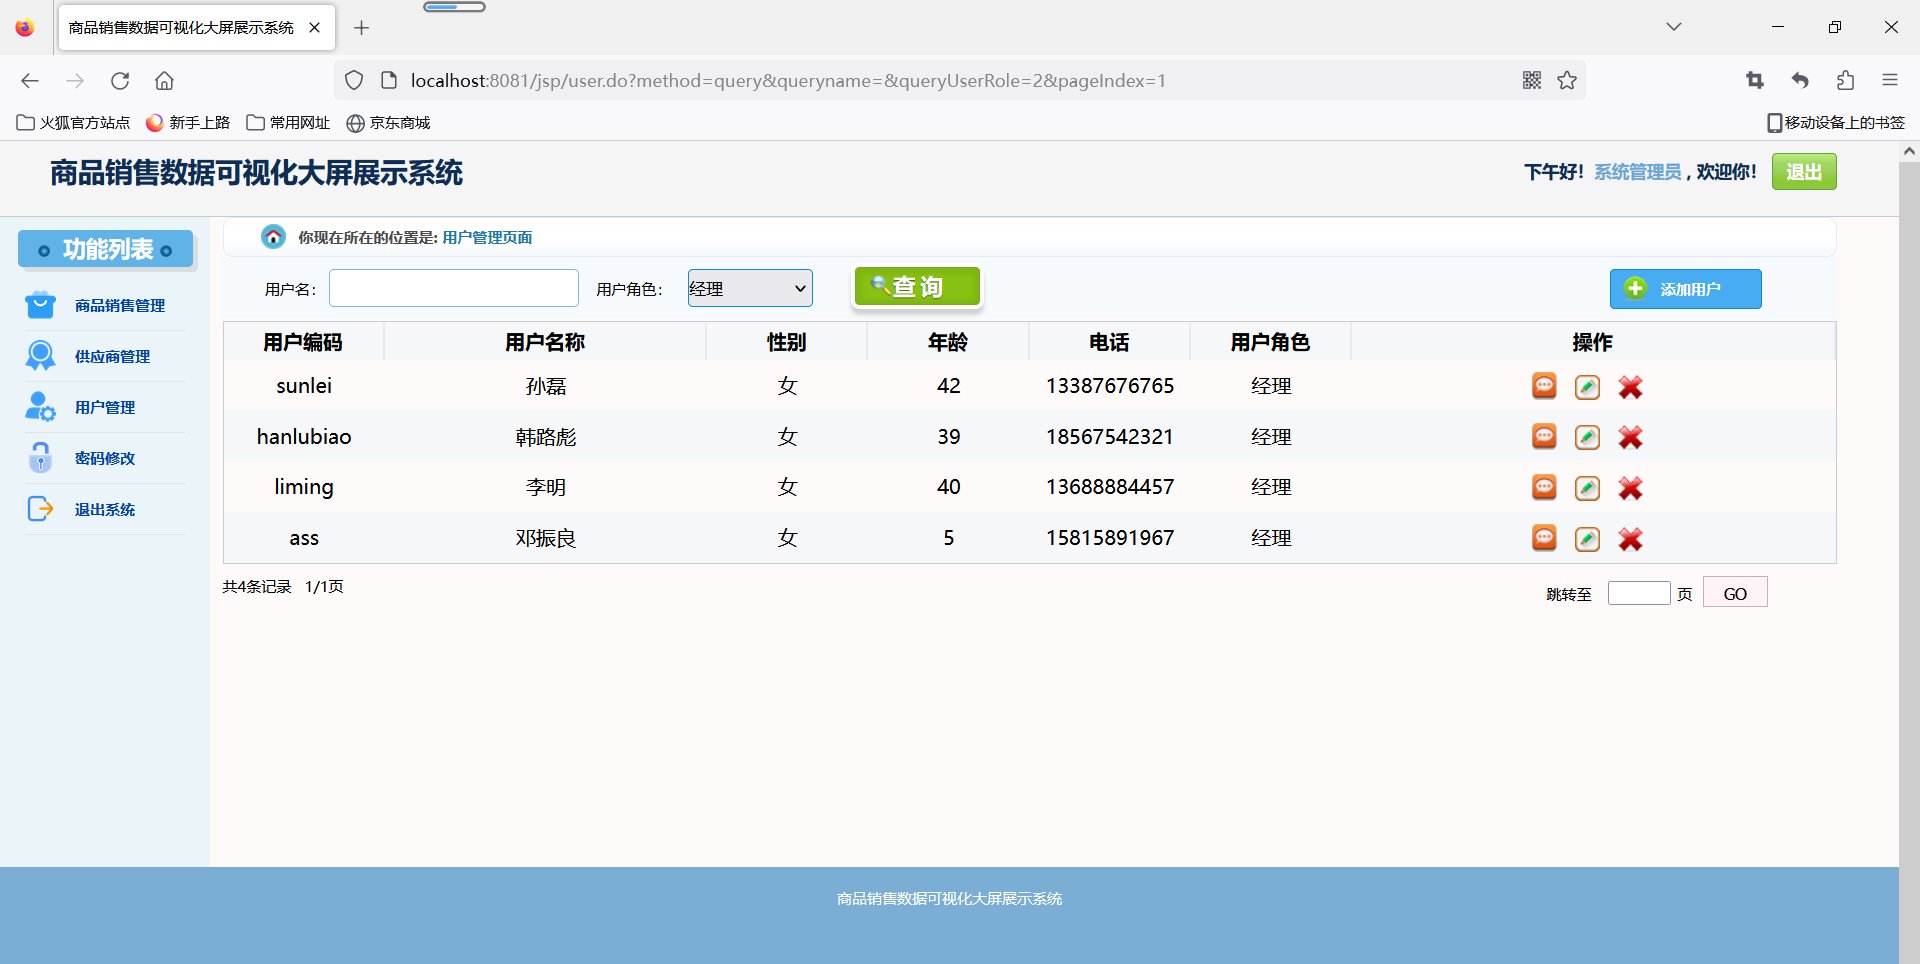 商品销售数据可视化大屏展示系统
localhost:8081/jsp/user.do?method=query&queryname=&queryUserRole=2&pageIndex=1
火狐官方站点 新手上路 常用网址 京东商城 移动设备上的书签
商品销售数据可视化大屏展示系统
下午好！系统管理员，欢迎你！ 退出
功能列表
商品销售管理
供应商管理
用户管理
密码修改
退出系统
你现在所在的位置是: 用户管理页面
用户名： 用户角色： 经理 查询 添加用户
用户编码 用户名称 性别 年龄 电话 用户角色 操作
sunlei 孙磊 女 42 13387676765 经理
hanlubiao 韩路彪 女 39 18567542321 经理
liming 李明 女 40 13688884457 经理
ass 邓振良 女 5 15815891967 经理
共4条记录 1/1页
跳转至 页 GO
商品销售数据可视化大屏展示系统